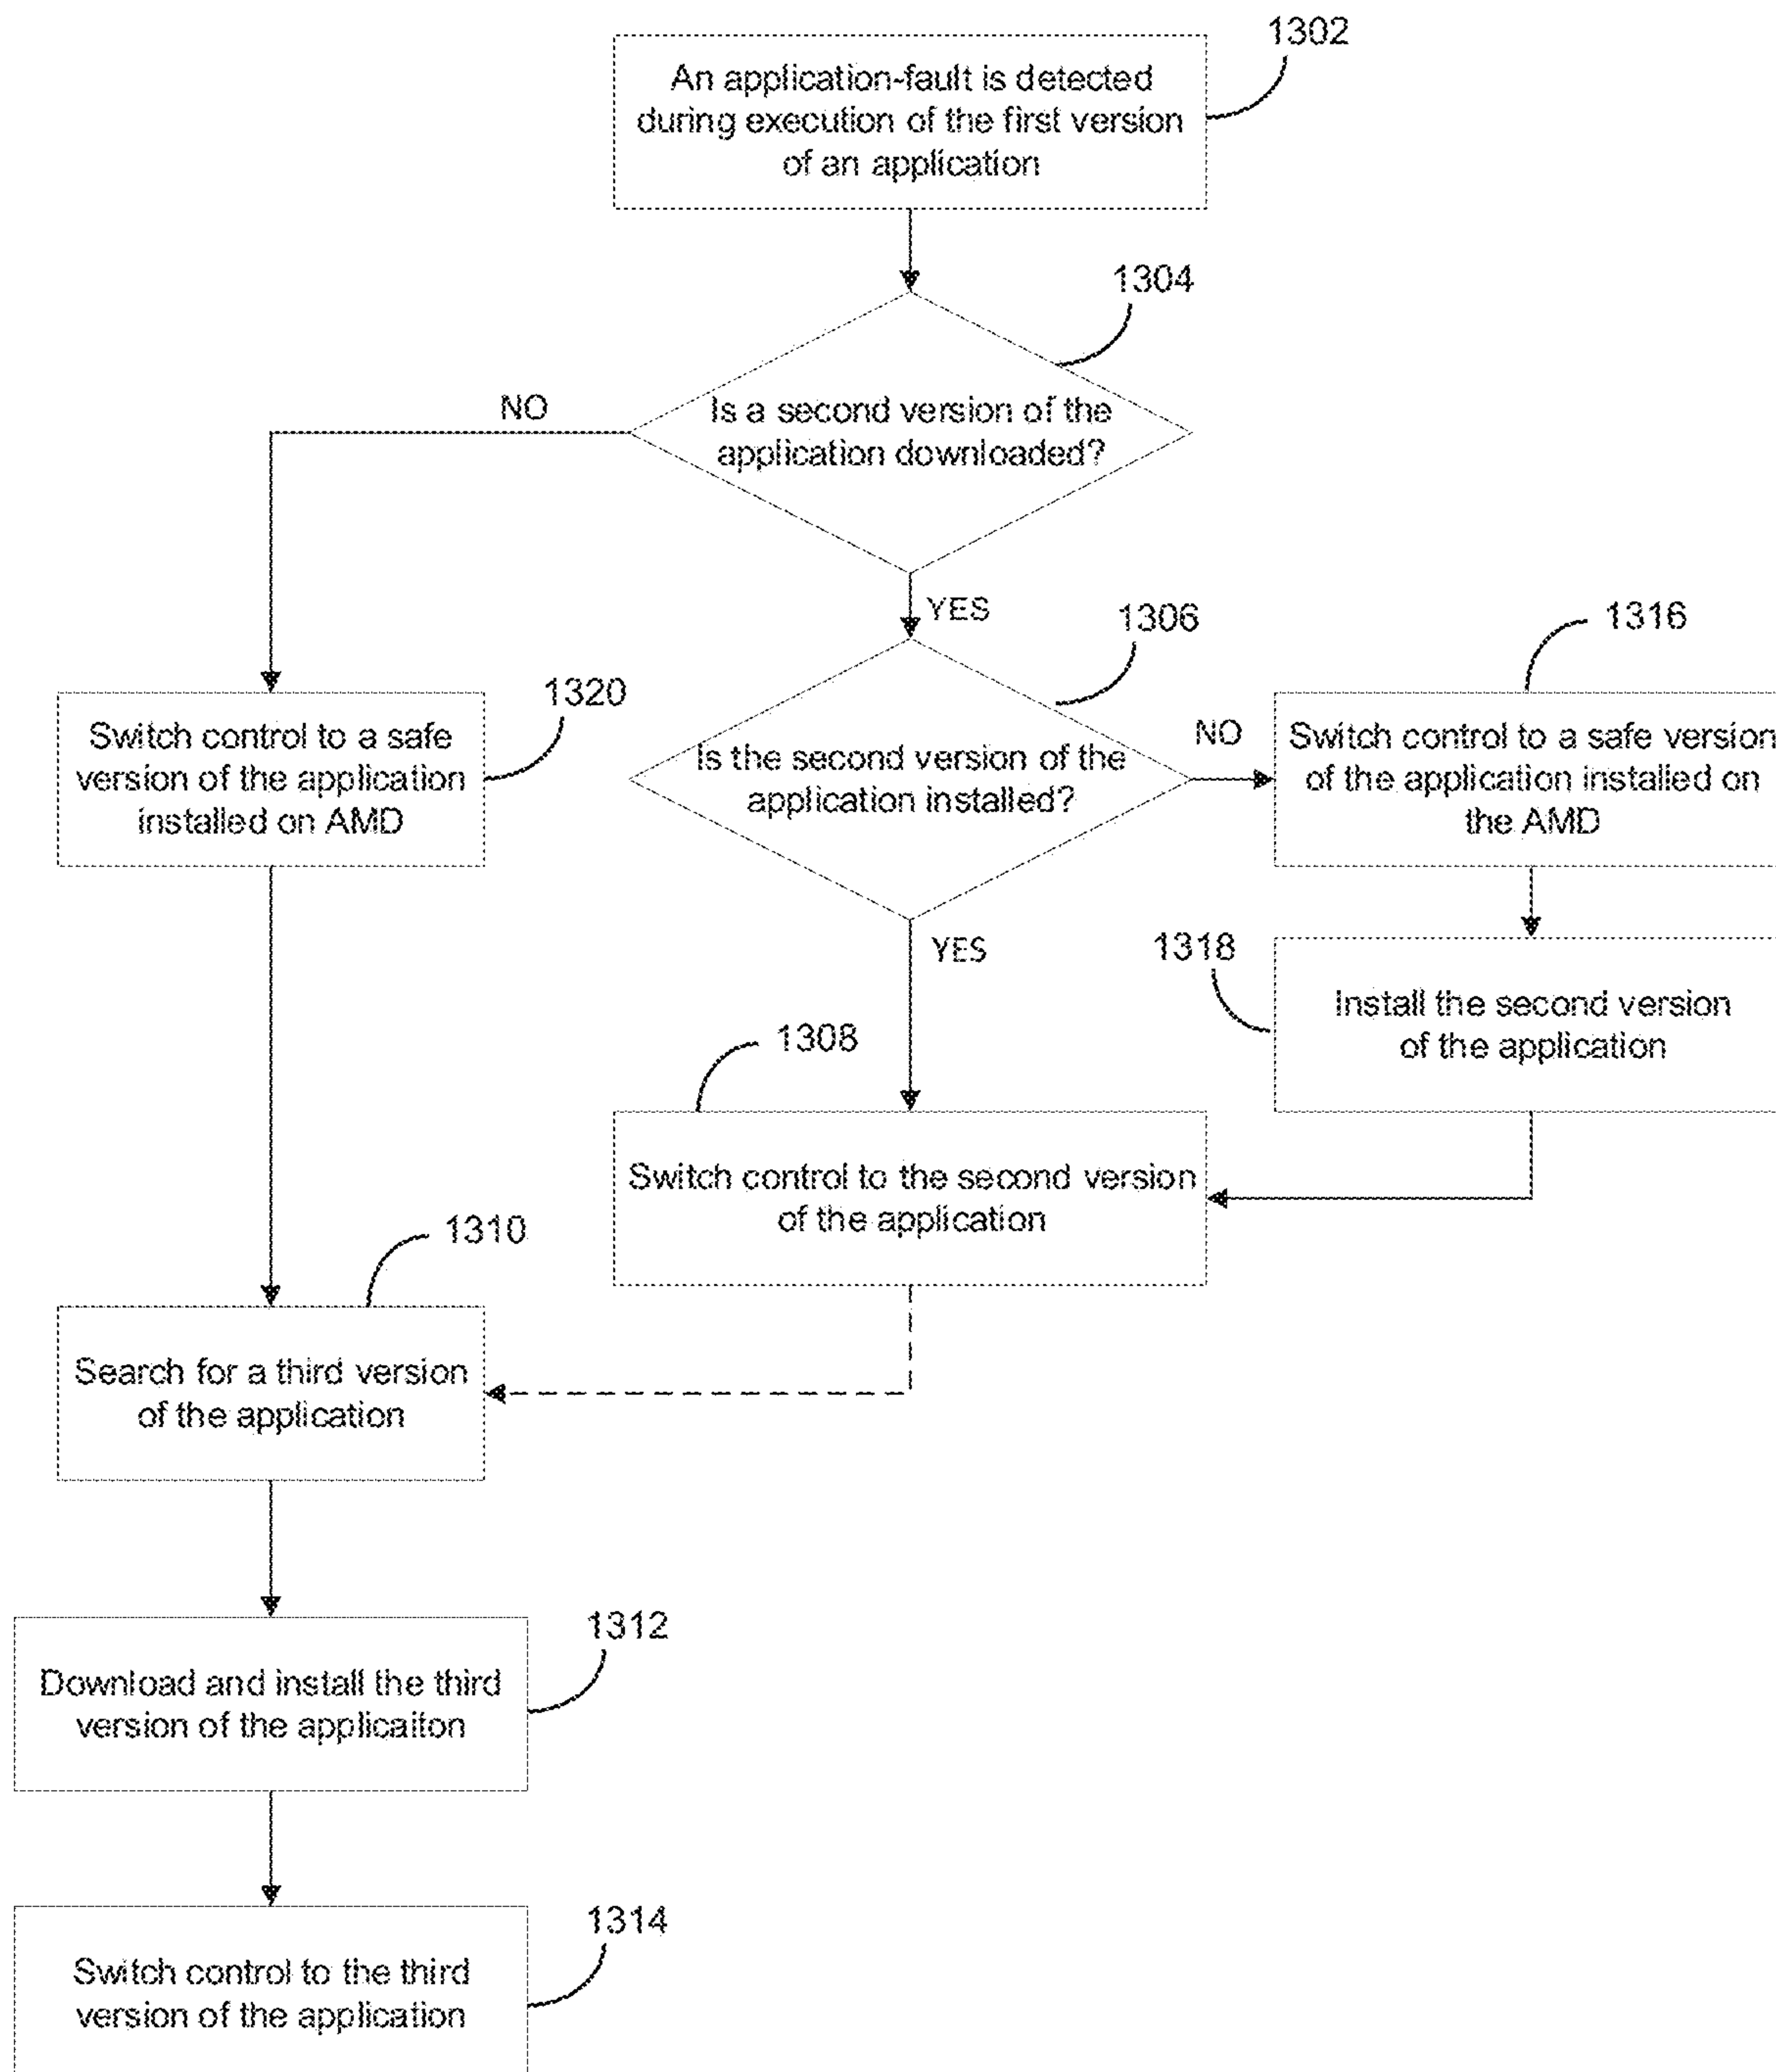 1302
An application-fault is detected
during execution of the first version
of an application
1304
NO
Is a second version of the
application downloaded?
YES
1306
1316
1320
Switch control to a safe
version of the application
installed on AMD
Is the second version of the
application installed?
NO
Switch control to a safe version
of the application installed on
the AMD
YES
1318
Install the second version
of the application
1308
Switch control to the second version
of the application
1310
Search for a third version
of the application
1312
Download and install the third
version of the applicaiton
1314
Switch control to the third
version of the application